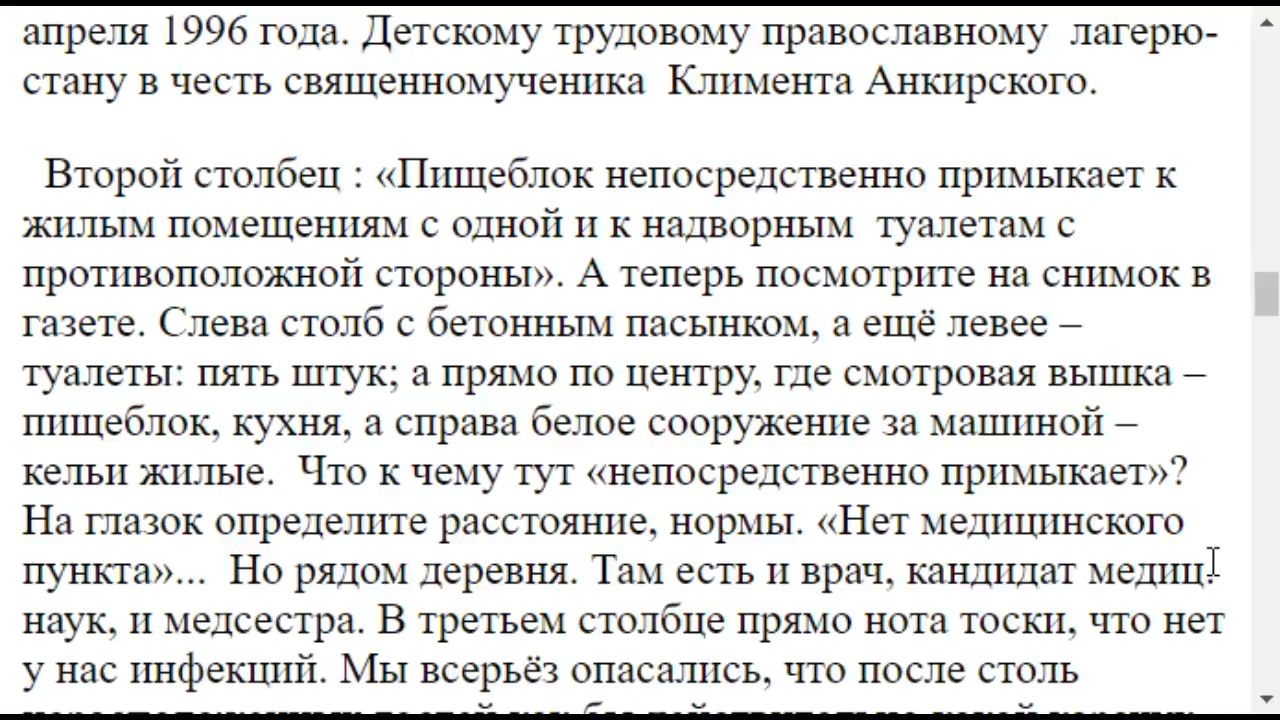 апреля 1996 года. Детскому трудовому православному лагерю-
стану в честь священномученика Климента Анкирского.
Второй столбец : «Пищеблок непосредственно примыкает к
жилым помещениям с одной и к надворным туалетам с
противоположной стороны». А теперь посмотрите на снимок в
газете. Слева столб с бетонным пасынком, а ещё левее –
туалеты: пять штук; а прямо по центру, где смотровая вышка –
пищеблок, кухня, а справа белое сооружение за машиной –
кельи жилые. Что к чему тут «непосредственно примыкает»?
На глазок определите расстояние, нормы. «Нет медицинского
пункта»... Но рядом деревня. Там есть и врач, кандидат медиц.
наук, и медсестра. В третьем столбце прямо нота тоски, что нет
у нас инфекций. Мы всерьёз опасались, что после столь